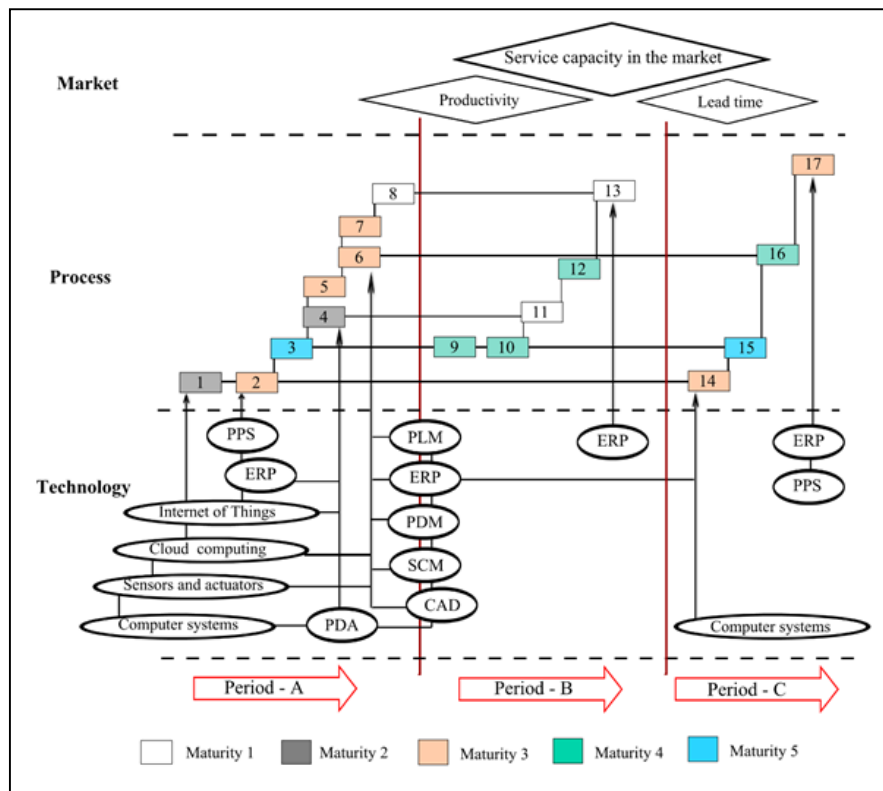 Service capacity in the market
Market
Productivity
Lead time
17
8
13
7
6
16
Process
12
5
4
11
3
9
10
15
1
2
14
PPS
PLM
ERP
ERP
ERP
ERP
Technology
PPS
Internet of Things
PDM
Cloud computing
SCM
Sensors and actuators
CAD
Computer systems
PDA
Computer systems
Period - A
Period - B
Period - C
Maturity 1
Maturity 2
Maturity 3
Maturity 4
Maturity 5